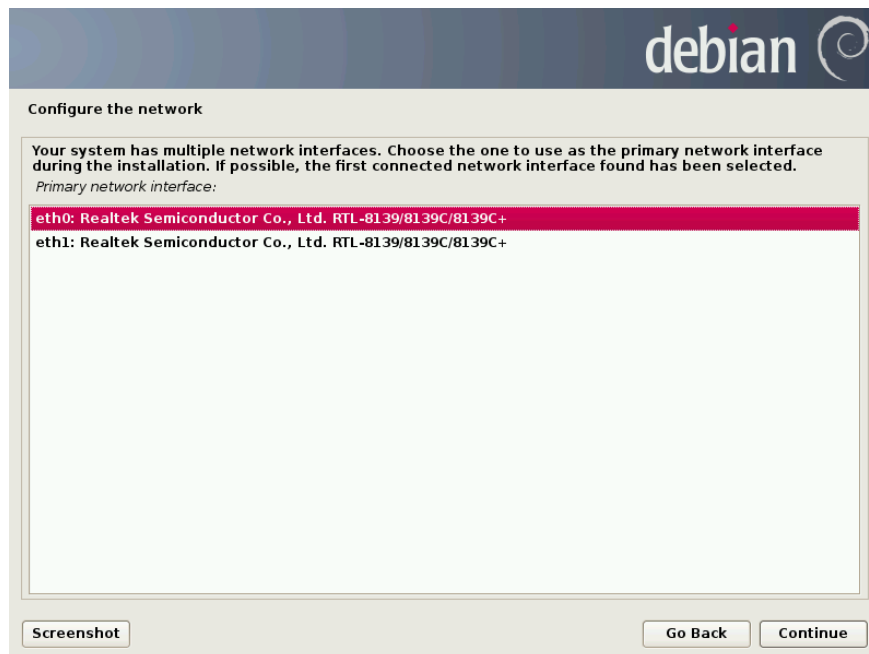 debian
Configure the network
Your system has multiple network interfaces. Choose the one to use as the primary network interface
during the installation. If possible, the first connected network interface found has been selected.
Primary network interface:
eth0: Realtek Semiconductor Co., Ltd. RTL-8139/8139C/8139C+
eth1: Realtek Semiconductor Co., Ltd. RTL-8139/8139C/8139C+
Screenshot
Go Back
Continue